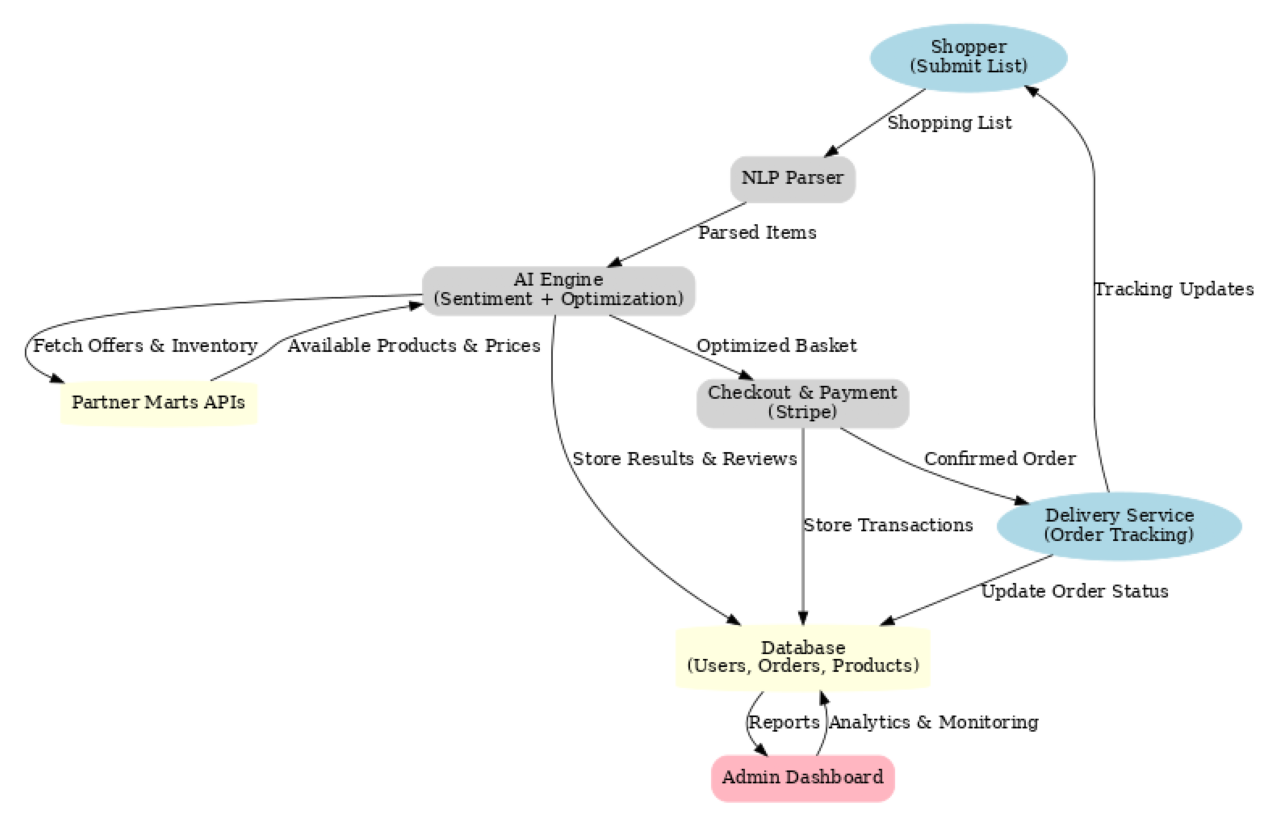 Shopper
(Submit List)
Shopping List
NLP Parser
Parsed Items
AI Engine
(Sentiment + Optimization)
Tracking Updates
Fetch Offers & Inventory
Available Products & Prices
Optimized Basket
Partner Marts APIs
Checkout & Payment
(Stripe)
Store Results & Reviews
Confirmed Order
Store Transactions
Delivery Service
(Order Tracking)
Update Order Status
Database
(Users, Orders, Products)
Reports
Analytics & Monitoring
Admin Dashboard